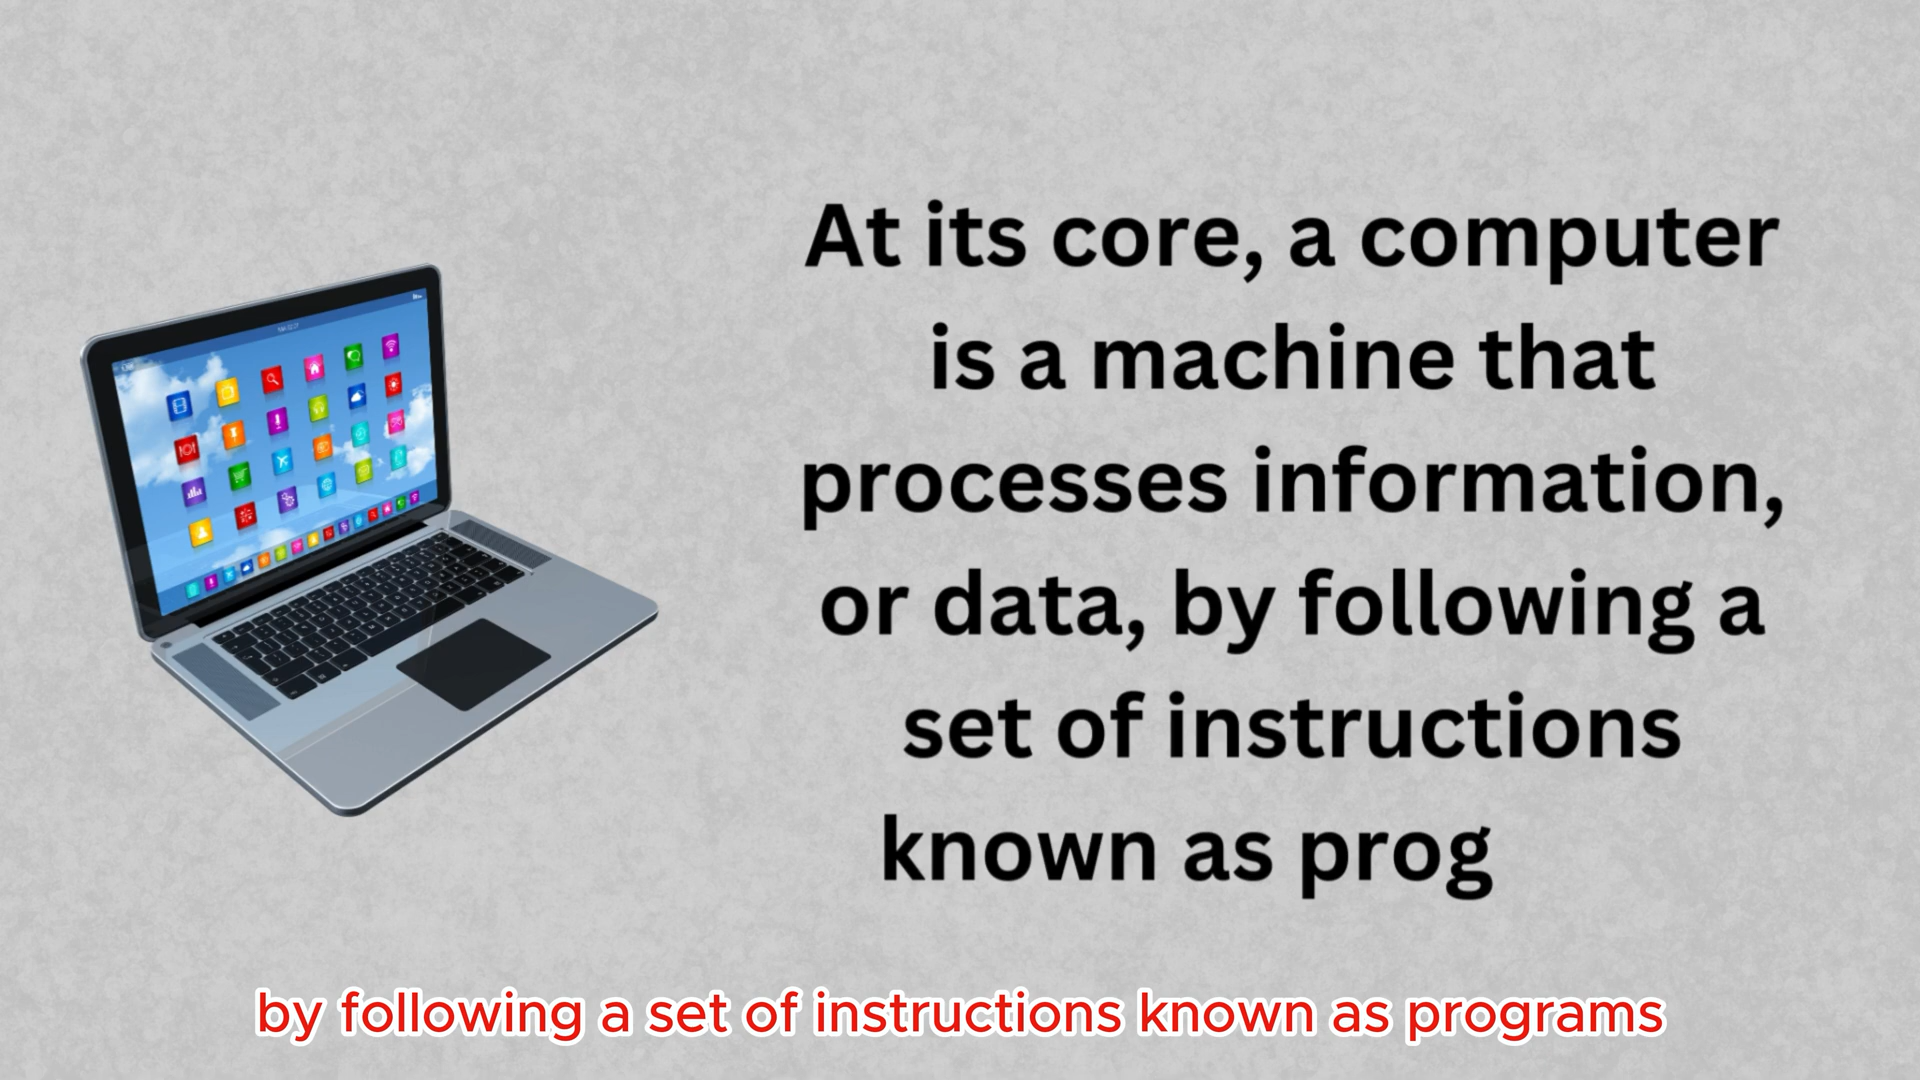 At its core, a computer
is a machine that
processes information,
or data, by following a
set of instructions
known as prog
by following a set of instructions known as programs